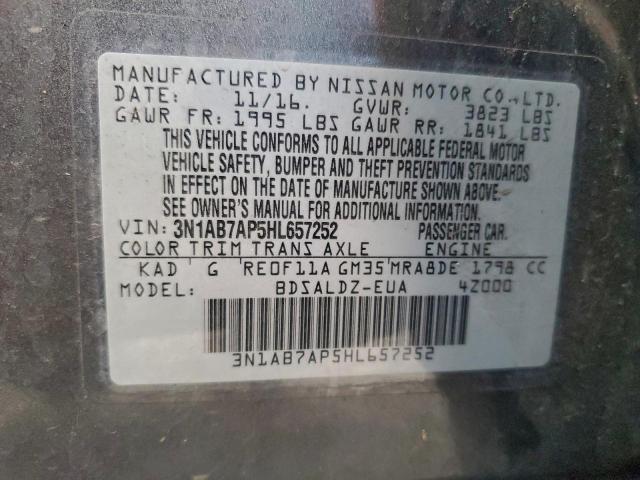 MANUFACTURED BY NISSAN MOTOR CO.,LTD.
DATE: 11/16. GVWR: 3823 LBS
GAWR FR: 1995 LBS GAWR RR: 1841 LBS
THIS VEHICLE CONFORMS TO ALL APPLICABLE FEDERAL MOTOR
VEHICLE SAFETY, BUMPER AND THEFT PREVENTION STANDARDS
IN EFFECT ON THE DATE OF MANUFACTURE SHOWN ABOVE.
SEE OWNER'S MANUAL FOR ADDITIONAL INFORMATION.
VIN: 3N1AB7AP5HL657252 PASSENGER CAR.
COLOR TRIM TRANS AXLE ENGINE
KAD G RE0F11A GM35 MRA8DE 1798 CC
MODEL: BDSALDZ-EUA 4Z000
3N1AB7AP5HL657252